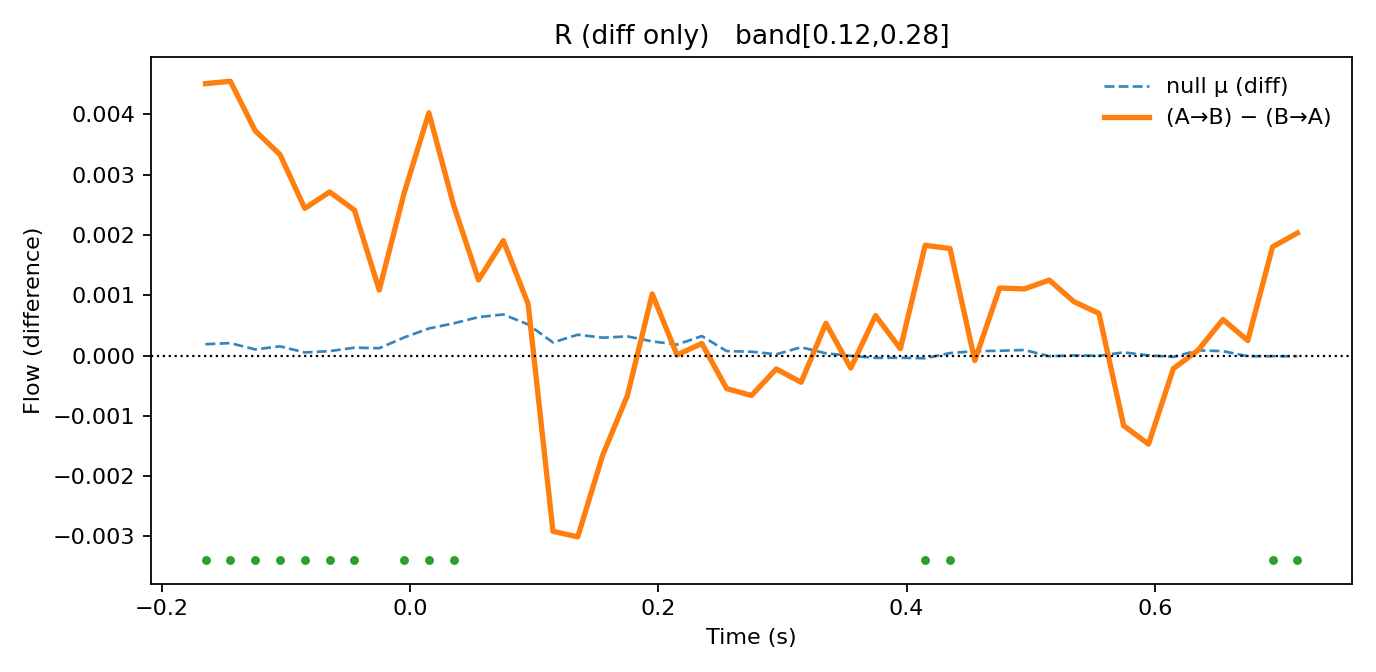 R (diff only)   band[0.12,0.28]
null μ (diff)
(A→B) − (B→A)
Flow (difference)
0.004
0.003
0.002
0.001
0.000
−0.001
−0.002
−0.003
−0.2
0.0
0.2
0.4
0.6
Time (s)